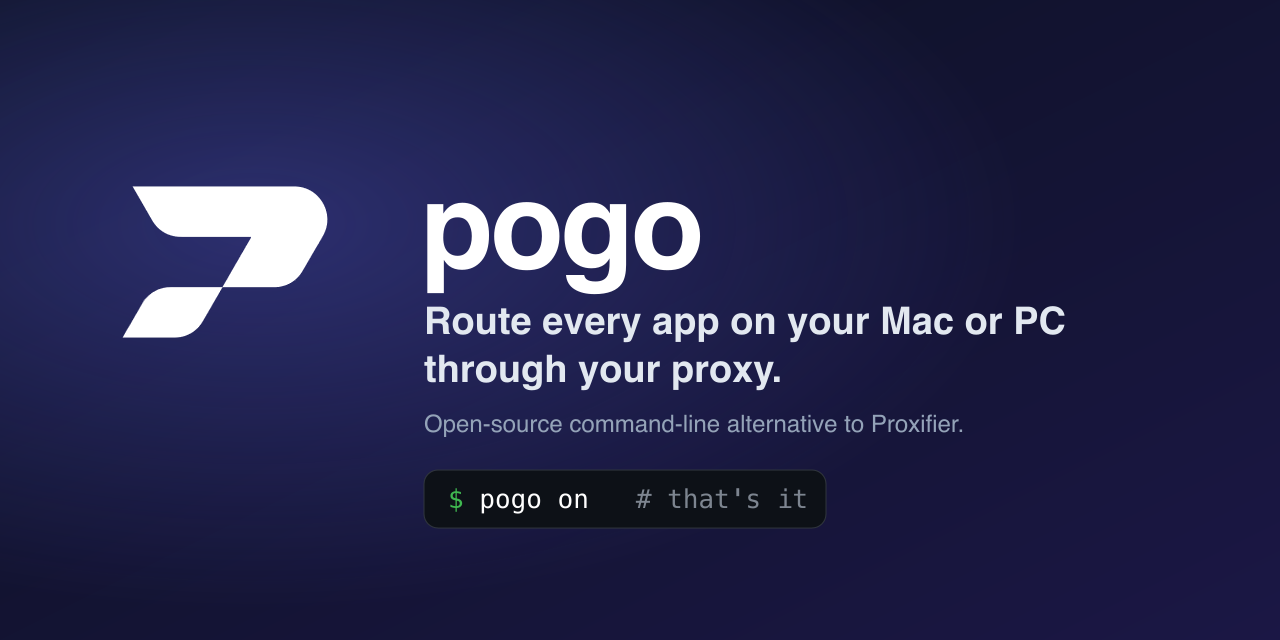 pogo
Route every app on your Mac or PC
through your proxy.
Open-source command-line alternative to Proxifier.
$ pogo on   # that's it